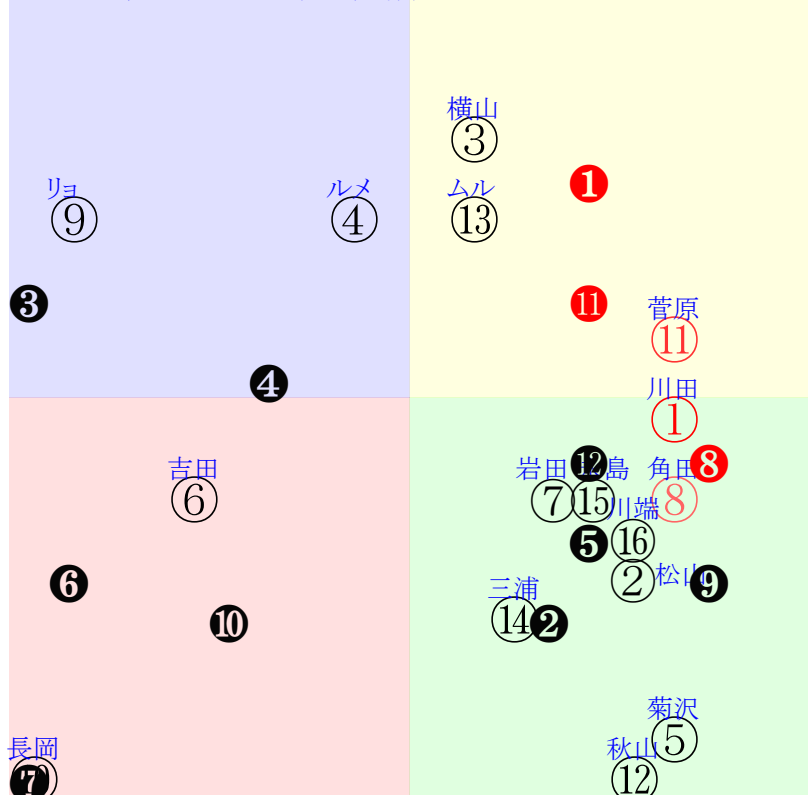 横山
③
❶
リョ
ルメ
ムル
⑨
④
⑬
❸
⓫
菅原
⑪
❹
川田
①
吉田
岩田
⓬
島
角田
❽
⑥
⑦
⑮
⑧
川端
❺
⑯
❻
②
松山
❾
三浦
❿
⑭
❷
菊沢
⑤
長岡
秋山
❼
⑫